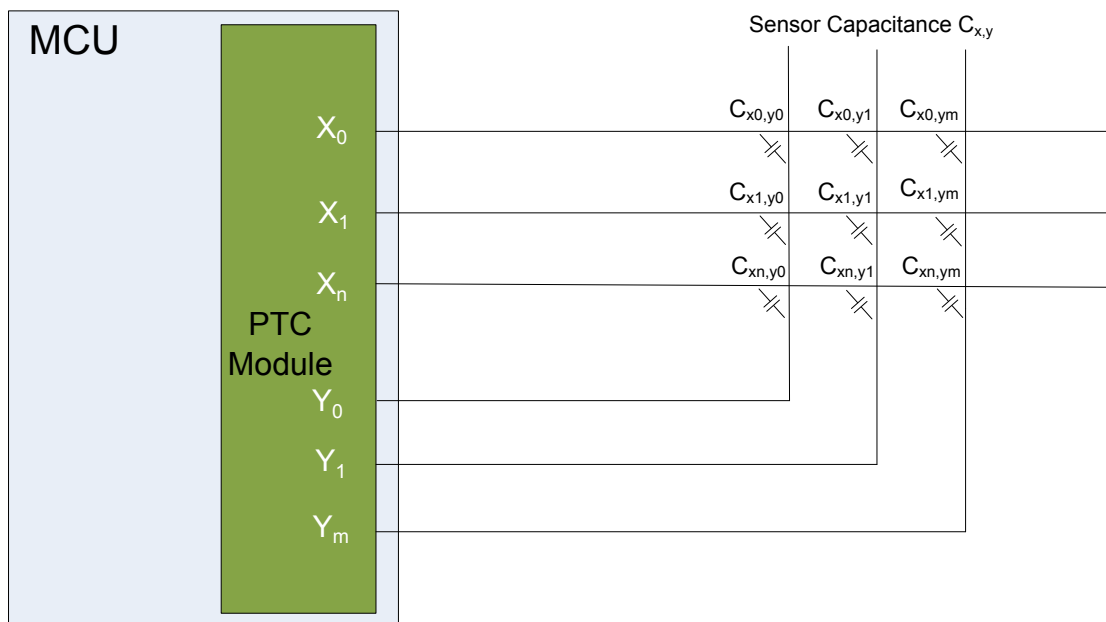 MCU
Sensor Capacitance Cx,y
Cx0,y0 Cx0,y1 Cx0,ym
X0
Cx1,y0 Cx1,y1 Cx1,ym
X1
Cxn,y0 Cxn,y1 Cxn,ym
Xn
PTC
Module
Y0
Y1
Ym